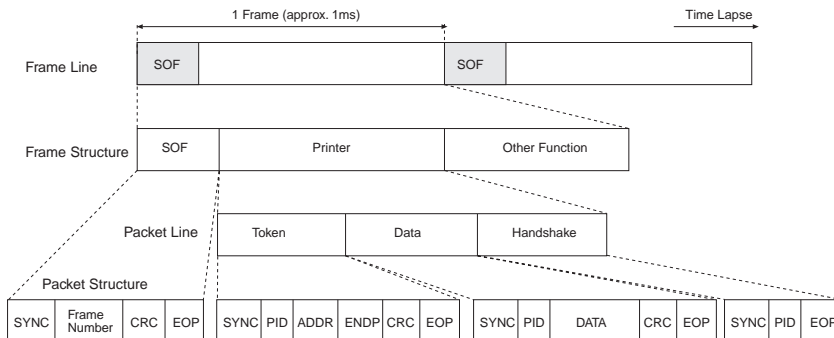 1 Frame (approx. 1ms)
Time Lapse
Frame Line
SOF
SOF
Frame Structure
SOF
Printer
Other Function
Packet Line
Token
Data
Handshake
Packet Structure
SYNC
Frame
Number
CRC
EOP
SYNC
PID
ADDR
ENDP
CRC
EOP
SYNC
PID
DATA
CRC
EOP
SYNC
PID
EOP